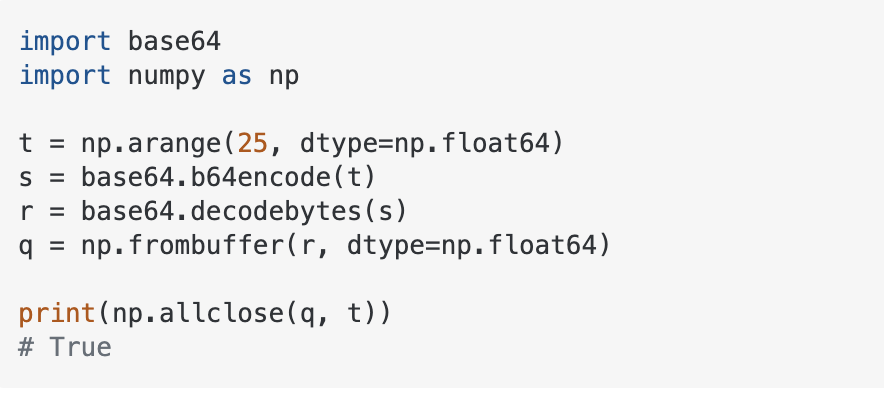 import base64
import numpy as np
t = np.arange(25, dtype=np.float64)
s = base64.b64encode(t)
r = base64.decodebytes(s)
q = np.frombuffer(r, dtype=np.float64)
print(np.allclose(q, t))
# True